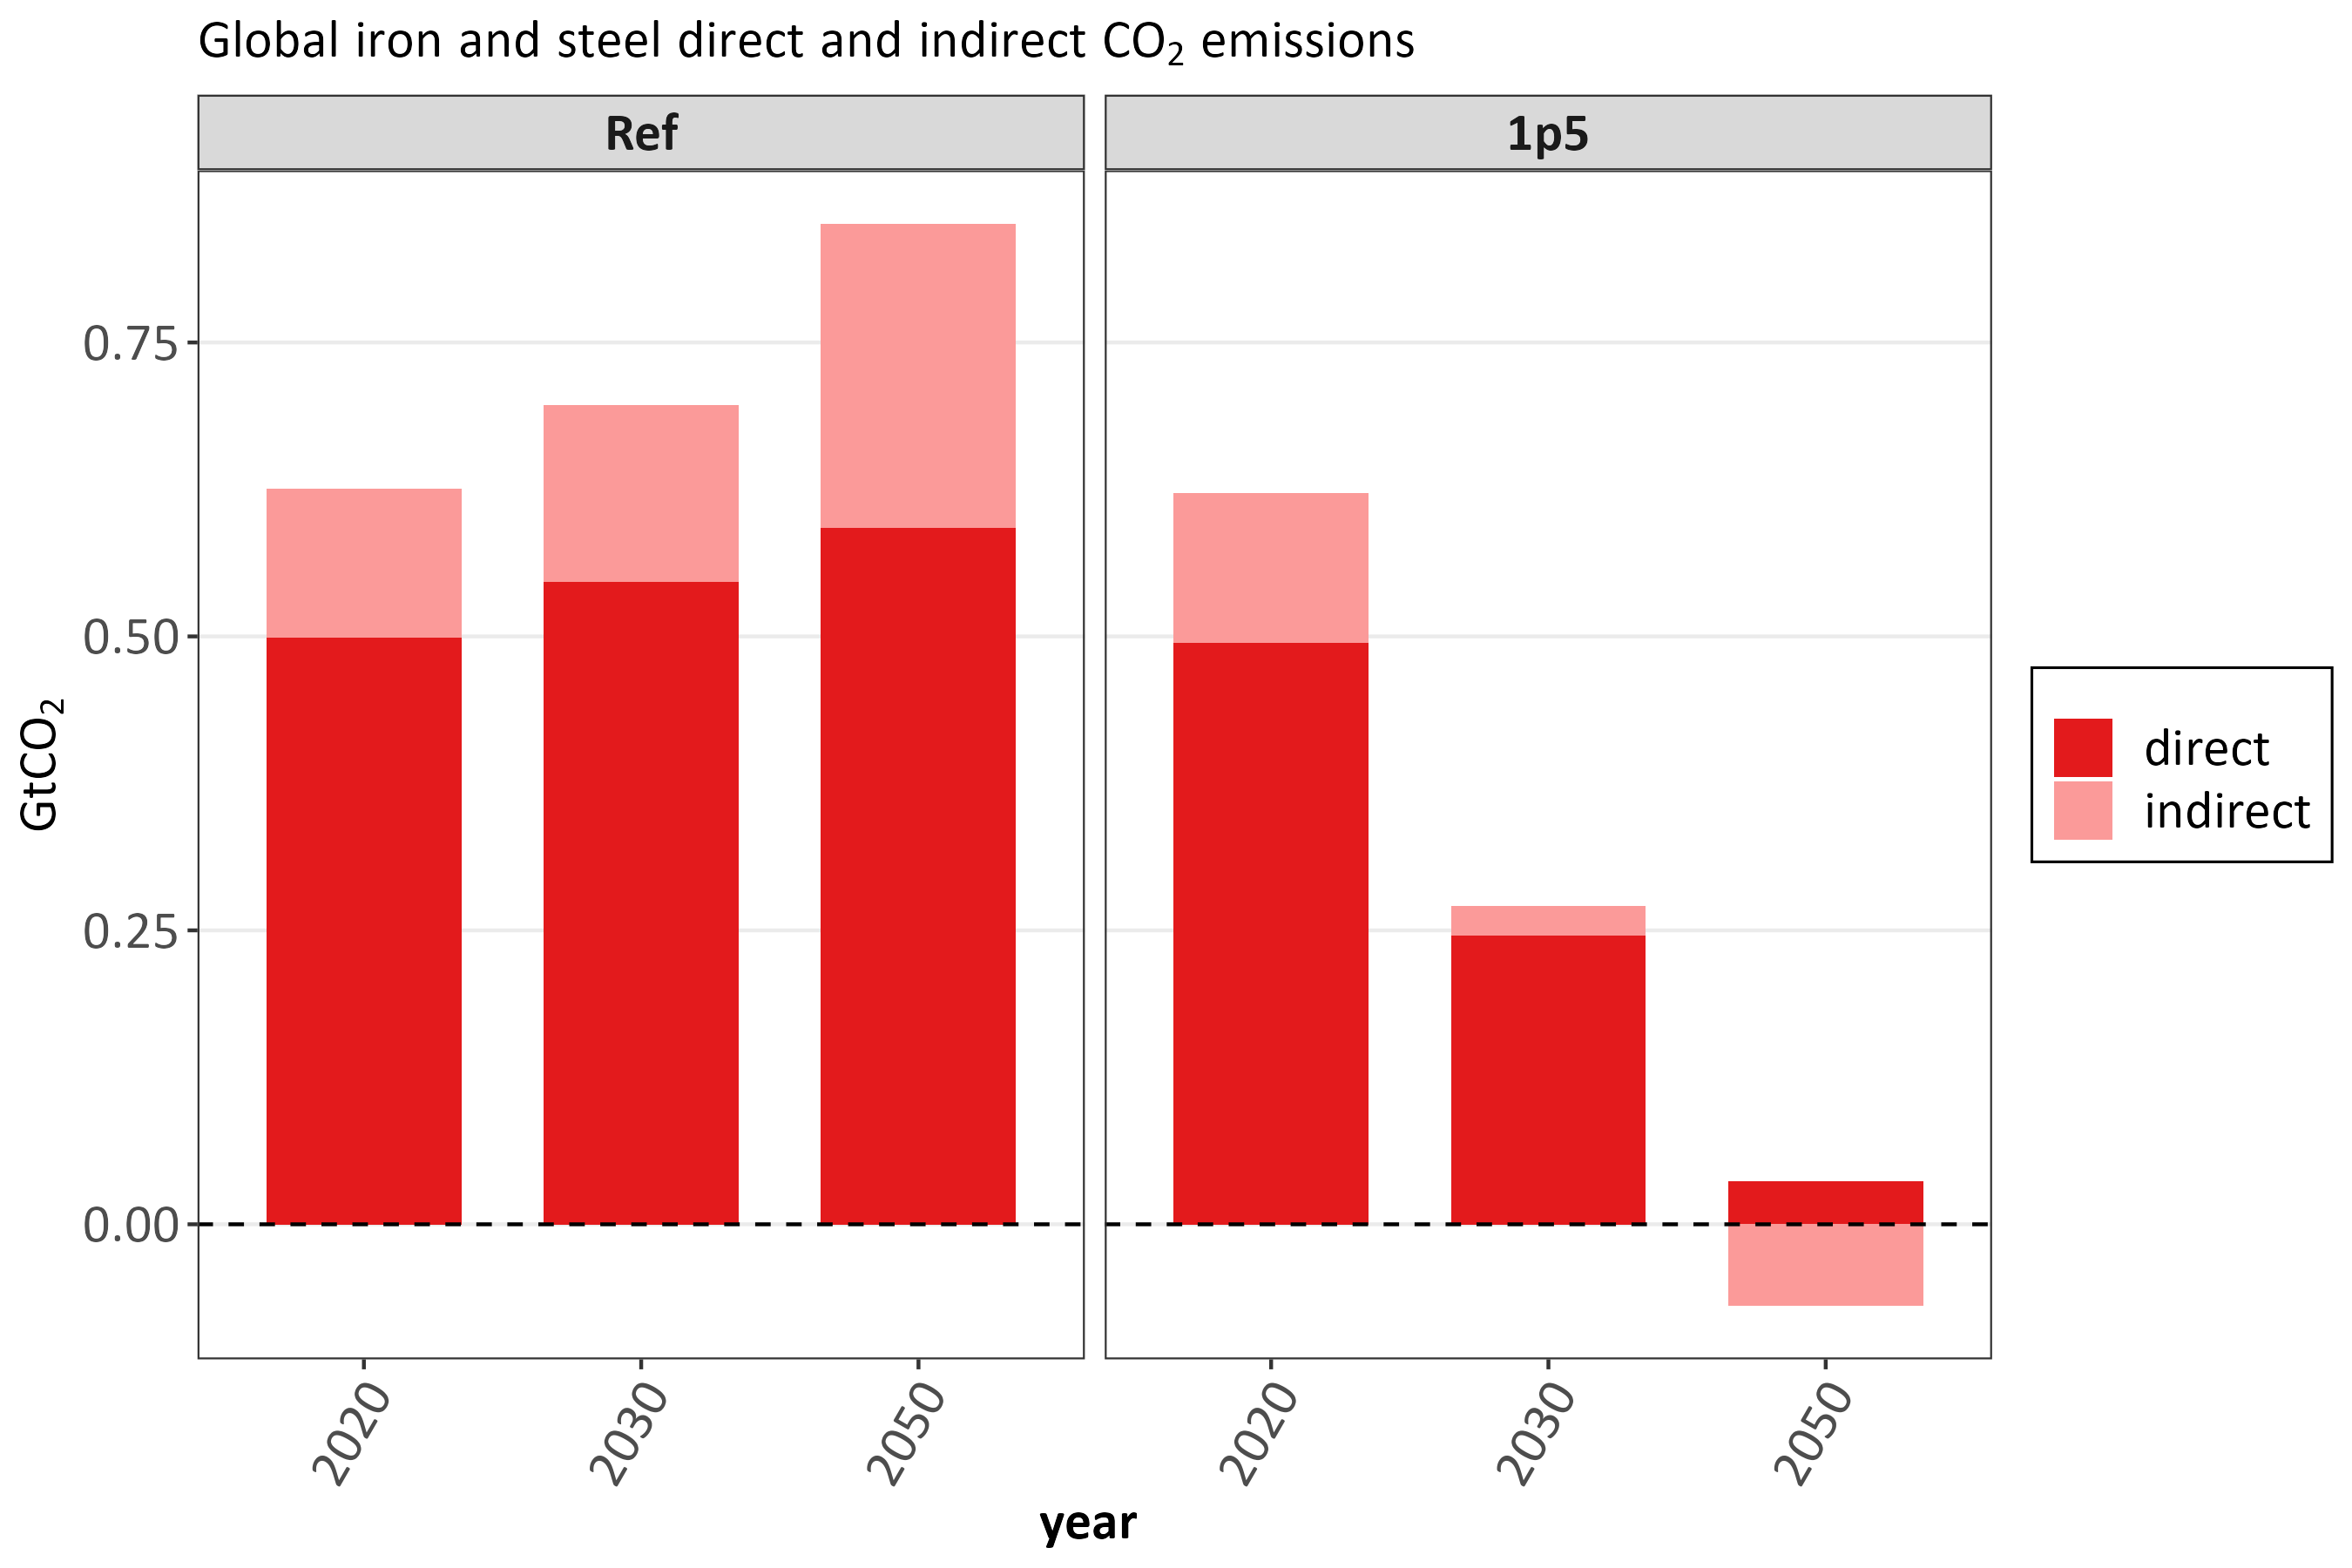 Global iron and steel direct and indirect CO₂ emissions
Ref
1p5
GtCO₂
0.75
0.50
0.25
0.00
2020
2030
2050
2020
2030
2050
year
direct
indirect